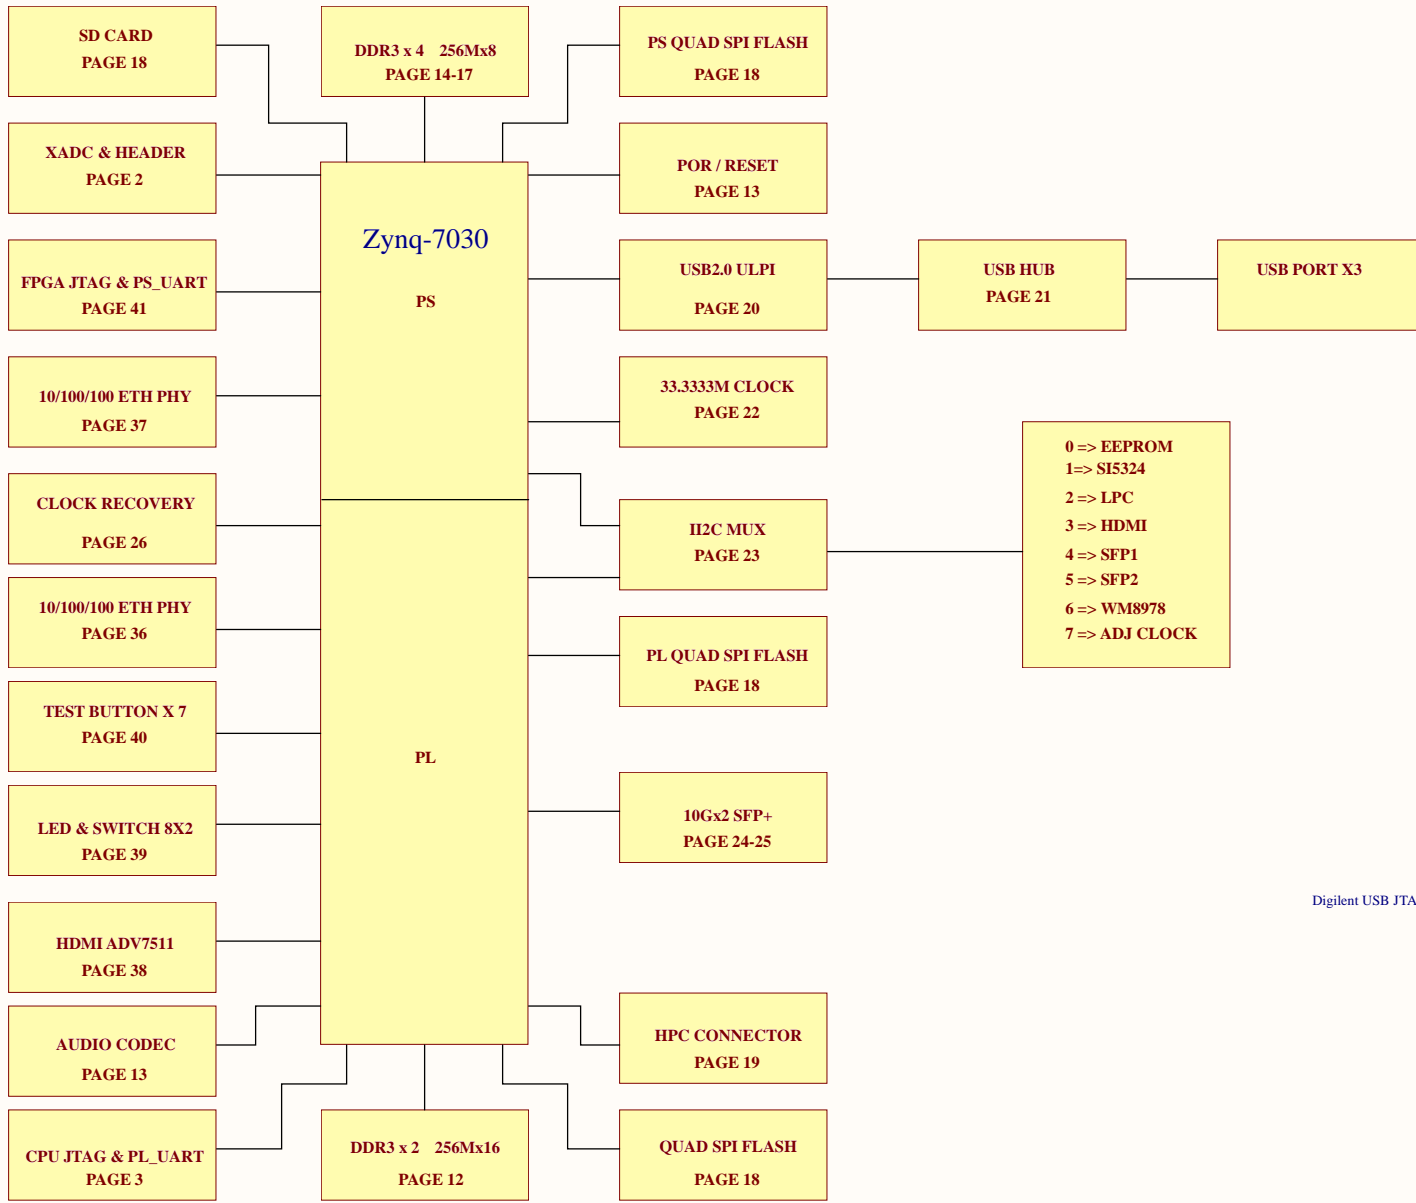 SD CARD
PAGE 18
DDR3 x 4 256Mx8
PAGE 14-17
PS QUAD SPI FLASH
PAGE 18
XADC & HEADER
PAGE 2
POR / RESET
PAGE 13
Zynq-7030
PS
FPGA JTAG & PS_UART
PAGE 41
USB2.0 ULPI
PAGE 20
USB HUB
PAGE 21
USB PORT X3
10/100/100 ETH PHY
PAGE 37
33.3333M CLOCK
PAGE 22
CLOCK RECOVERY
PAGE 26
II2C MUX
PAGE 23
0 => EEPROM
1=> SI5324
2 => LPC
3 => HDMI
4 => SFP1
5 => SFP2
6 => WM8978
7 => ADJ CLOCK
10/100/100 ETH PHY
PAGE 36
PL QUAD SPI FLASH
PAGE 18
TEST BUTTON X 7
PAGE 40
PL
LED & SWITCH 8X2
PAGE 39
10Gx2 SFP+
PAGE 24-25
Digilent USB JTA
HDMI ADV7511
PAGE 38
AUDIO CODEC
PAGE 13
HPC CONNECTOR
PAGE 19
CPU JTAG & PL_UART
PAGE 3
DDR3 x 2 256Mx16
PAGE 12
QUAD SPI FLASH
PAGE 18